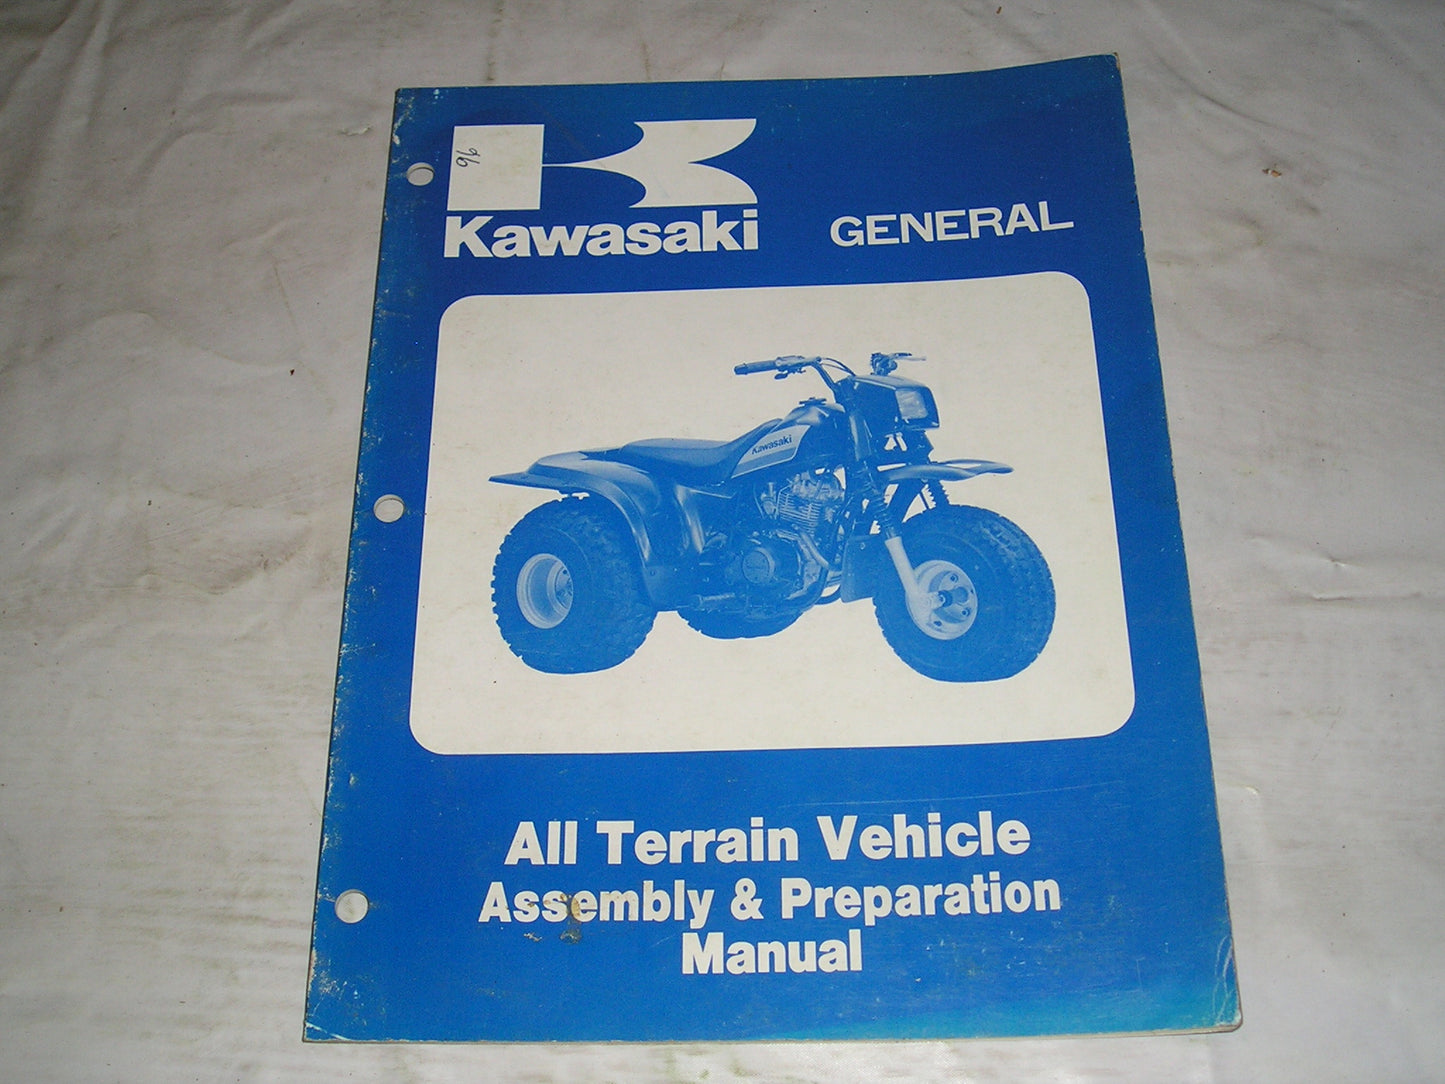 96
Kawasaki
GENERAL
Kawasaki
All Terrain Vehicle
Assembly & Preparation
Manual